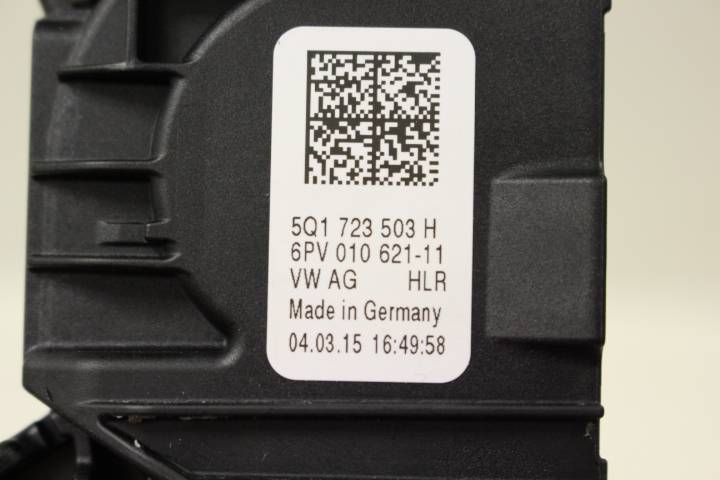 5Q1 723 503 H
6PV 010 621-11
VW AG HLR
Made in Germany
04.03.15 16:49:58